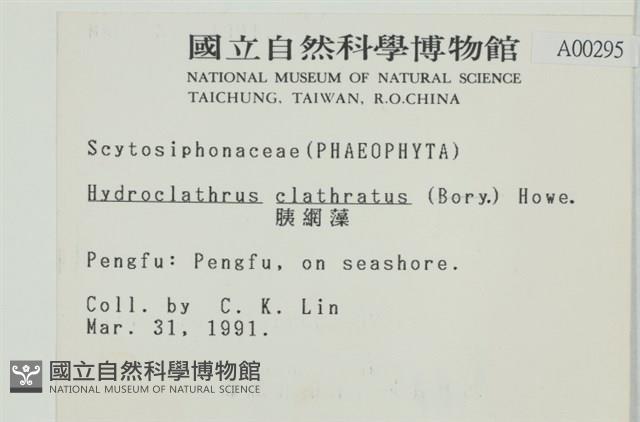 國立自然科學博物館
A00295
NATIONAL MUSEUM OF NATURAL SCIENCE
TAICHUNG, TAIWAN, R.O.CHINA
Scytosiphonaceae(PHAEOPHYTA)
Hydroclathrus clathratus (Bory.) Howe.
胰網藻
Pengfu: Pengfu, on seashore.
Coll. by C. K. Lin
Mar. 31, 1991.
國立自然科學博物館
NATIONAL MUSEUM OF NATURAL SCIENCE